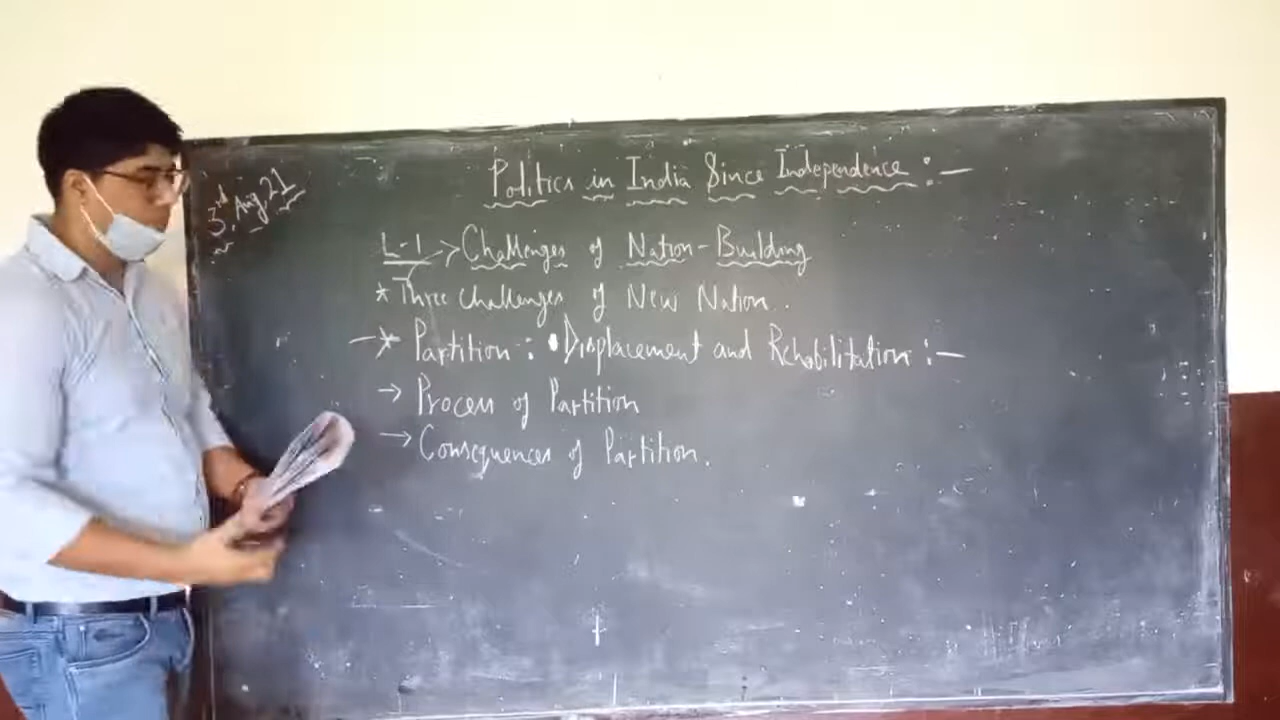 3rd. Aug, 21
Politics in India Since Independence :-
L-1 -> Challenges of Nation-Building
* Three challenges of New Nation.
-* Partition : • Displacement and Rehabilitation :-
→ Process of Partition
→ Consequences of Partition.